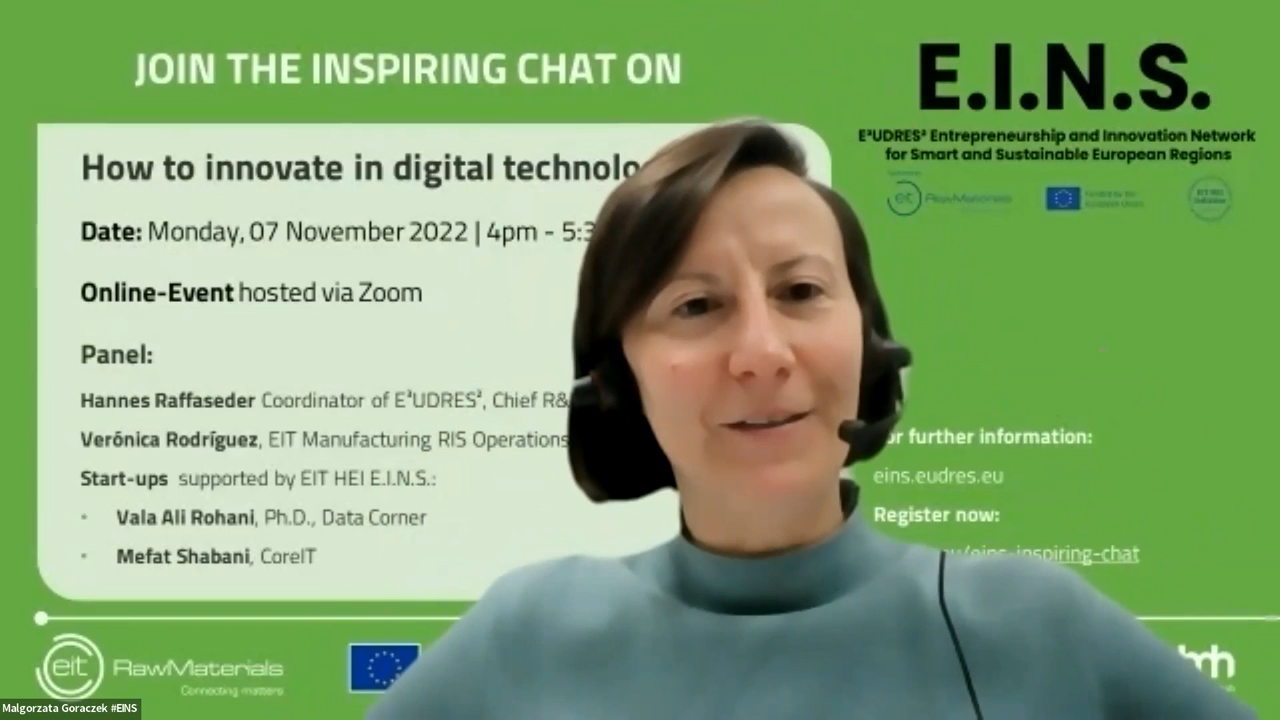 JOIN THE INSPIRING CHAT ON
How to innovate in digital technolo
Date: Monday, 07 November 2022 | 4pm - 5:3
Online-Event hosted via Zoom
Panel:
Hannes Raffaseder Coordinator of E³UDRES², Chief R&
Verónica Rodríguez, EIT Manufacturing RIS Operations
Start-ups supported by EIT HEI E.I.N.S.:
• Vala Ali Rohani, Ph.D., Data Corner
• Mefat Shabani, CoreIT
E.I.N.S.
E³UDRES² Entrepreneurship and Innovation Network
for Smart and Sustainable European Regions
eit RawMaterials
or further information:
eins.eudres.eu
Register now:
/eins-inspiring-chat
eit RawMaterials
Connecting matters
Malgorzata Goraczek #EINS